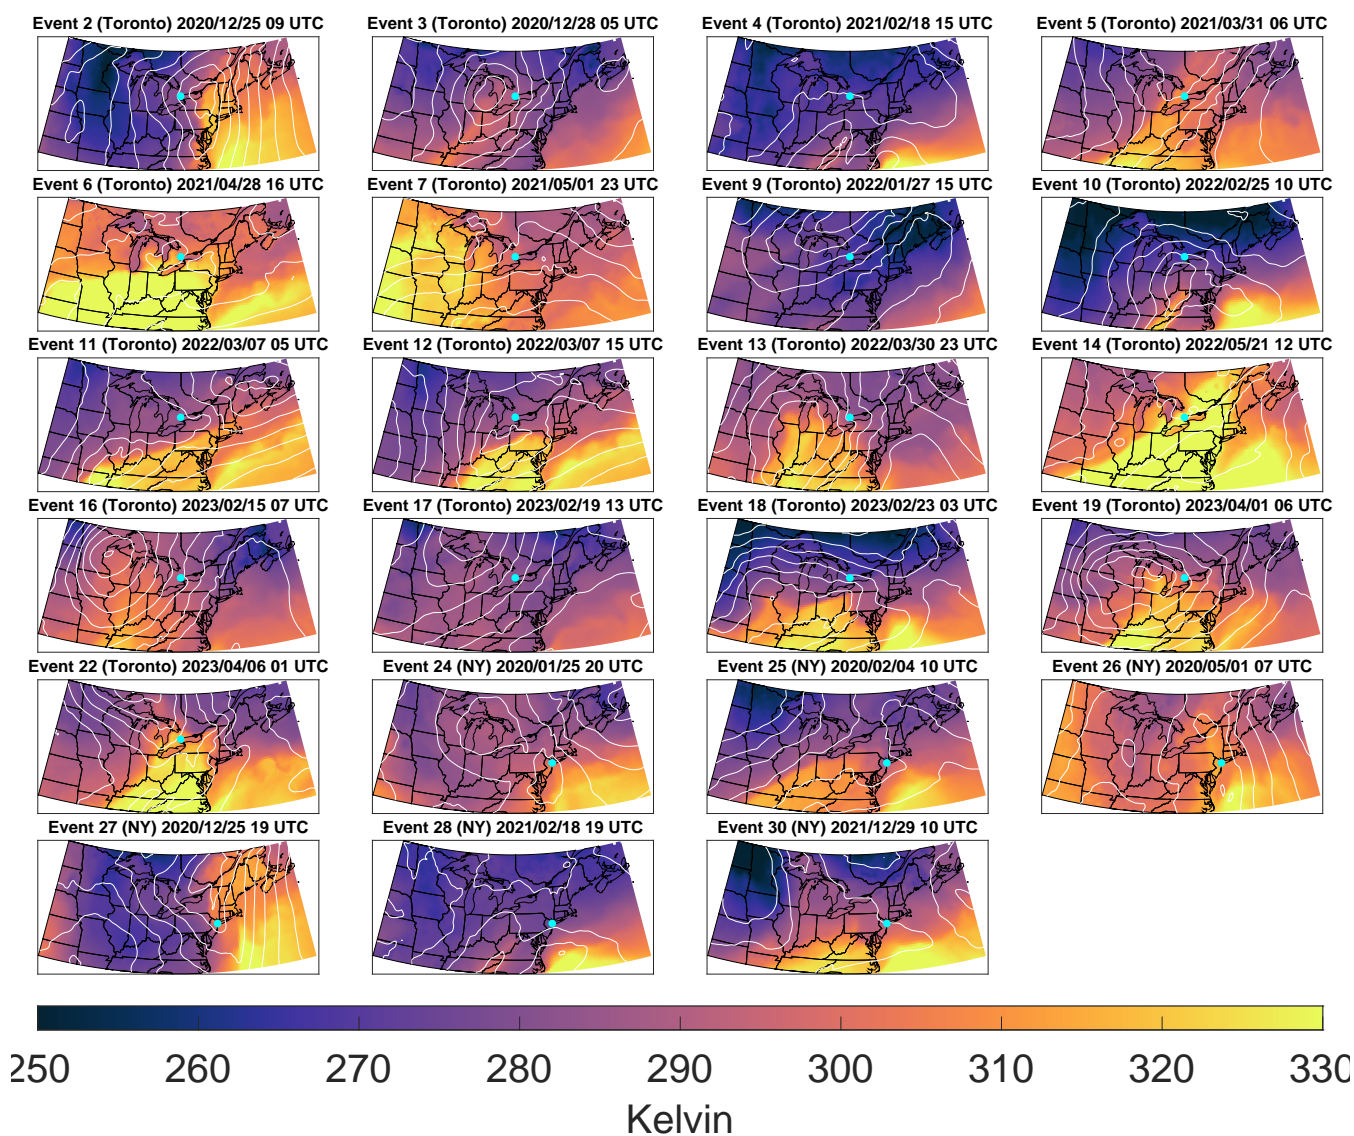 Event 2 (Toronto) 2020/12/25 09 UTC
Event 3 (Toronto) 2020/12/28 05 UTC
Event 4 (Toronto) 2021/02/18 15 UTC
Event 5 (Toronto) 2021/03/31 06 UTC
Event 6 (Toronto) 2021/04/28 16 UTC
Event 7 (Toronto) 2021/05/01 23 UTC
Event 9 (Toronto) 2022/01/27 15 UTC
Event 10 (Toronto) 2022/02/25 10 UTC
Event 11 (Toronto) 2022/03/07 05 UTC
Event 12 (Toronto) 2022/03/07 15 UTC
Event 13 (Toronto) 2022/03/30 23 UTC
Event 14 (Toronto) 2022/05/21 12 UTC
Event 16 (Toronto) 2023/02/15 07 UTC
Event 17 (Toronto) 2023/02/19 13 UTC
Event 18 (Toronto) 2023/02/23 03 UTC
Event 19 (Toronto) 2023/04/01 06 UTC
Event 22 (Toronto) 2023/04/06 01 UTC
Event 24 (NY) 2020/01/25 20 UTC
Event 25 (NY) 2020/02/04 10 UTC
Event 26 (NY) 2020/05/01 07 UTC
Event 27 (NY) 2020/12/25 19 UTC
Event 28 (NY) 2021/02/18 19 UTC
Event 30 (NY) 2021/12/29 10 UTC
250 260 270 280 290 300 310 320 330
Kelvin